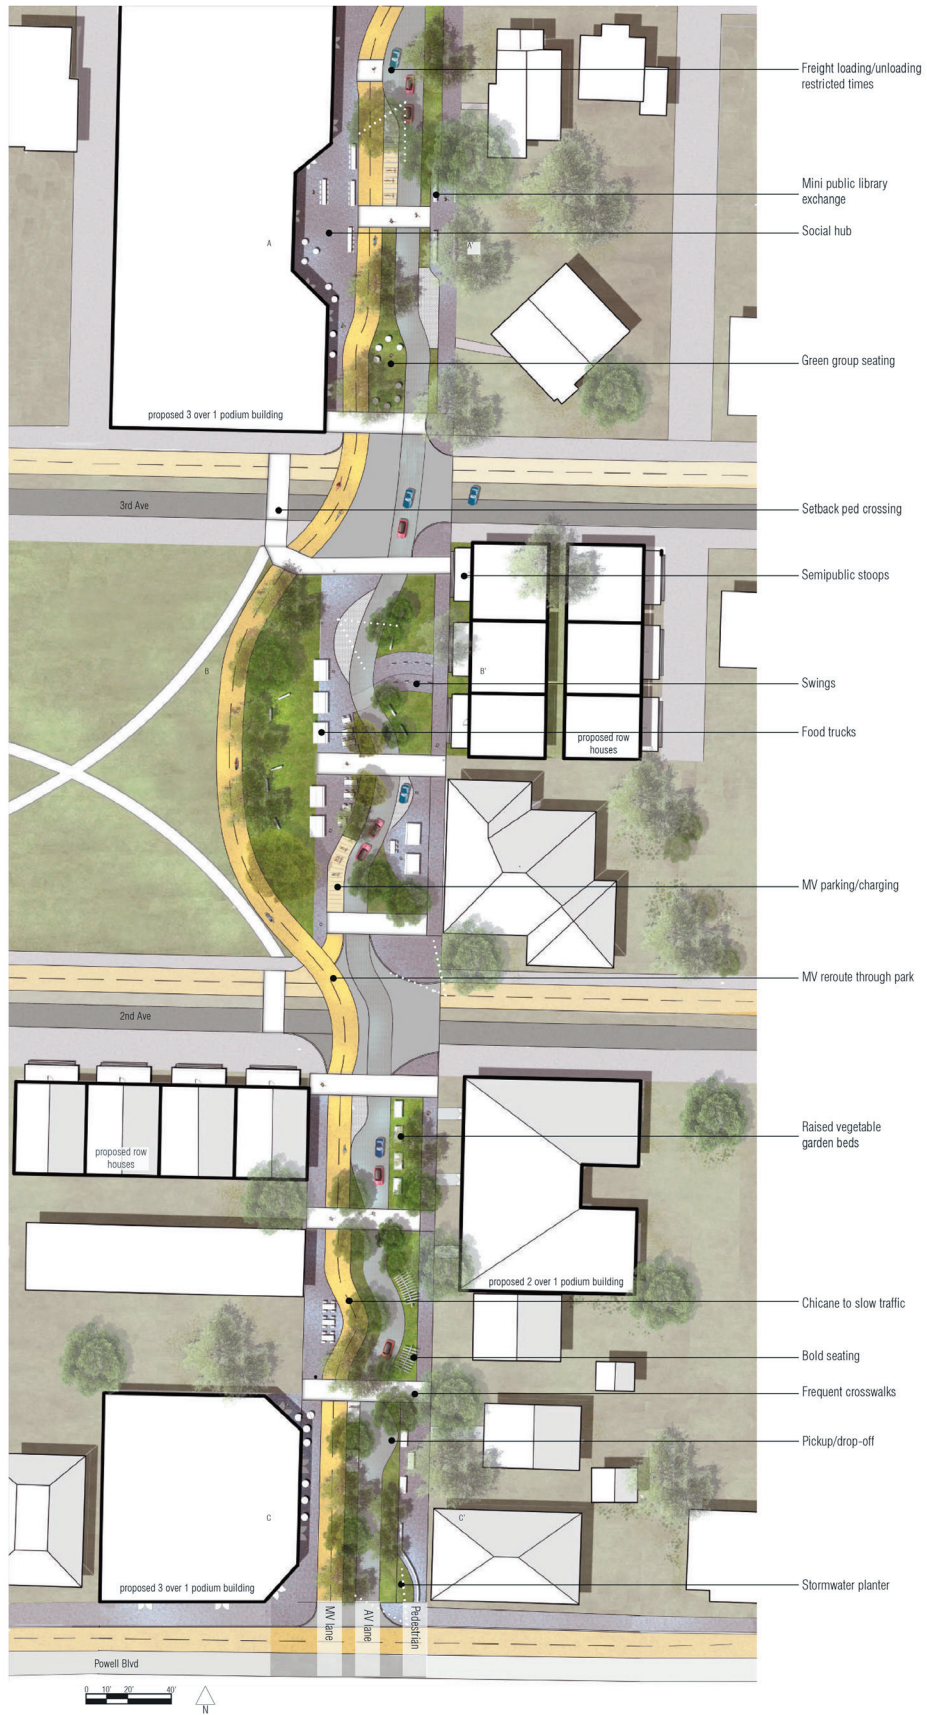 Freight loading/unloading
restricted times
Mini public library
exchange
Social hub
A
A'
Green group seating
proposed 3 over 1 podium building
3rd Ave
Setback ped crossing
Semipublic stoops
B
B'
Swings
Food trucks
proposed row
houses
MV parking/charging
MV reroute through park
2nd Ave
Raised vegetable
garden beds
proposed row
houses
proposed 2 over 1 podium building
Chicane to slow traffic
Bold seating
Frequent crosswalks
Pickup/drop-off
C
C'
Stormwater planter
proposed 3 over 1 podium building
MV lane
AV lane
Pedestrian
Powell Blvd
0 10' 20' 40'
N